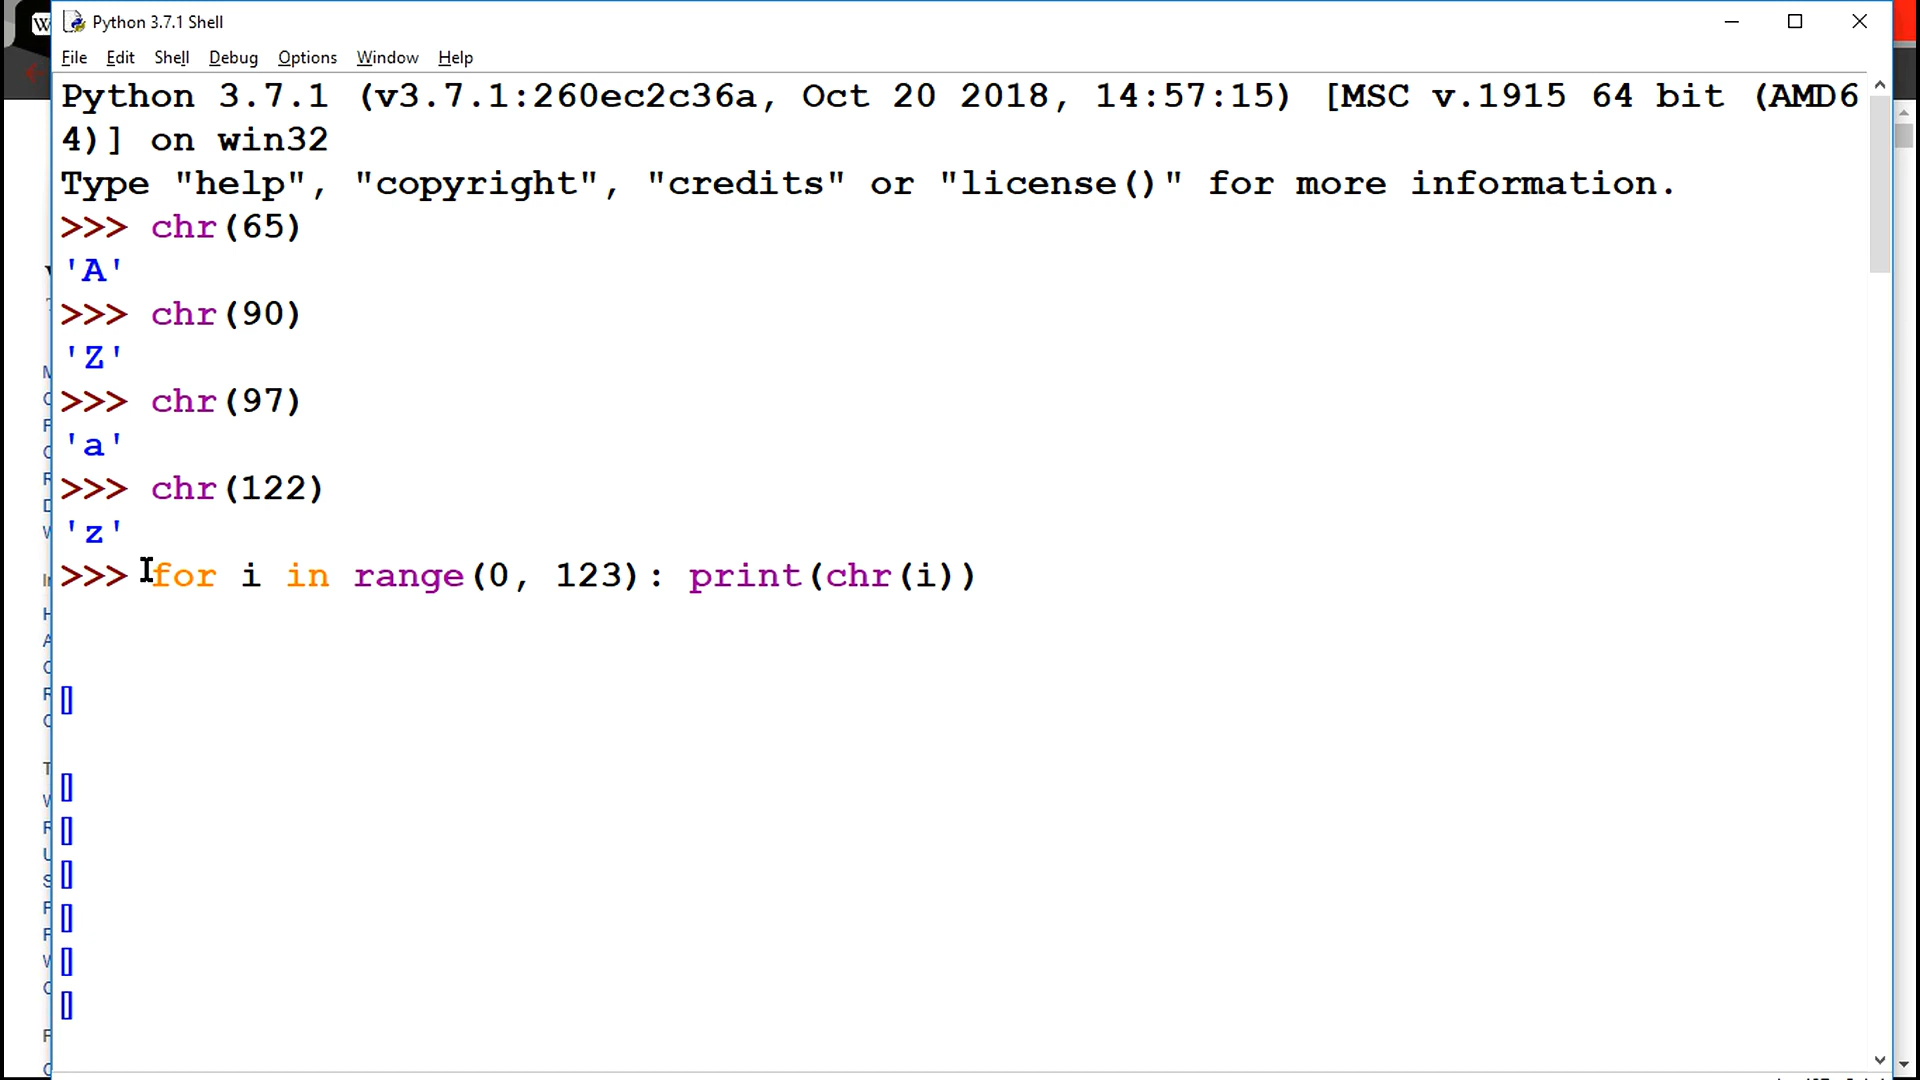 W
Python 3.7.1 Shell
File Edit Shell Debug Options Window Help
Python 3.7.1 (v3.7.1:260ec2c36a, Oct 20 2018, 14:57:15) [MSC v.1915 64 bit (AMD6
4)] on win32
Type "help", "copyright", "credits" or "license()" for more information.
>>> chr(65)
'A'
>>> chr(90)
'Z'
>>> chr(97)
'a'
>>> chr(122)
'z'
>>> for i in range(0, 123): print(chr(i))